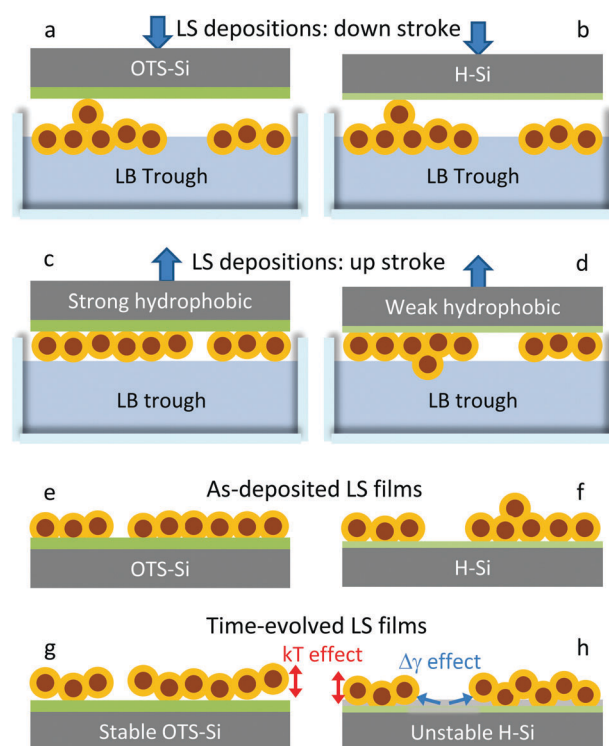 a LS depositions: down stroke b
OTS-Si H-Si
LB Trough LB Trough
c LS depositions: up stroke d
Strong hydrophobic Weak hydrophobic
LB trough LB trough
e As-deposited LS films f
OTS-Si H-Si
Time-evolved LS films
g kT effect Δγ effect h
Stable OTS-Si Unstable H-Si